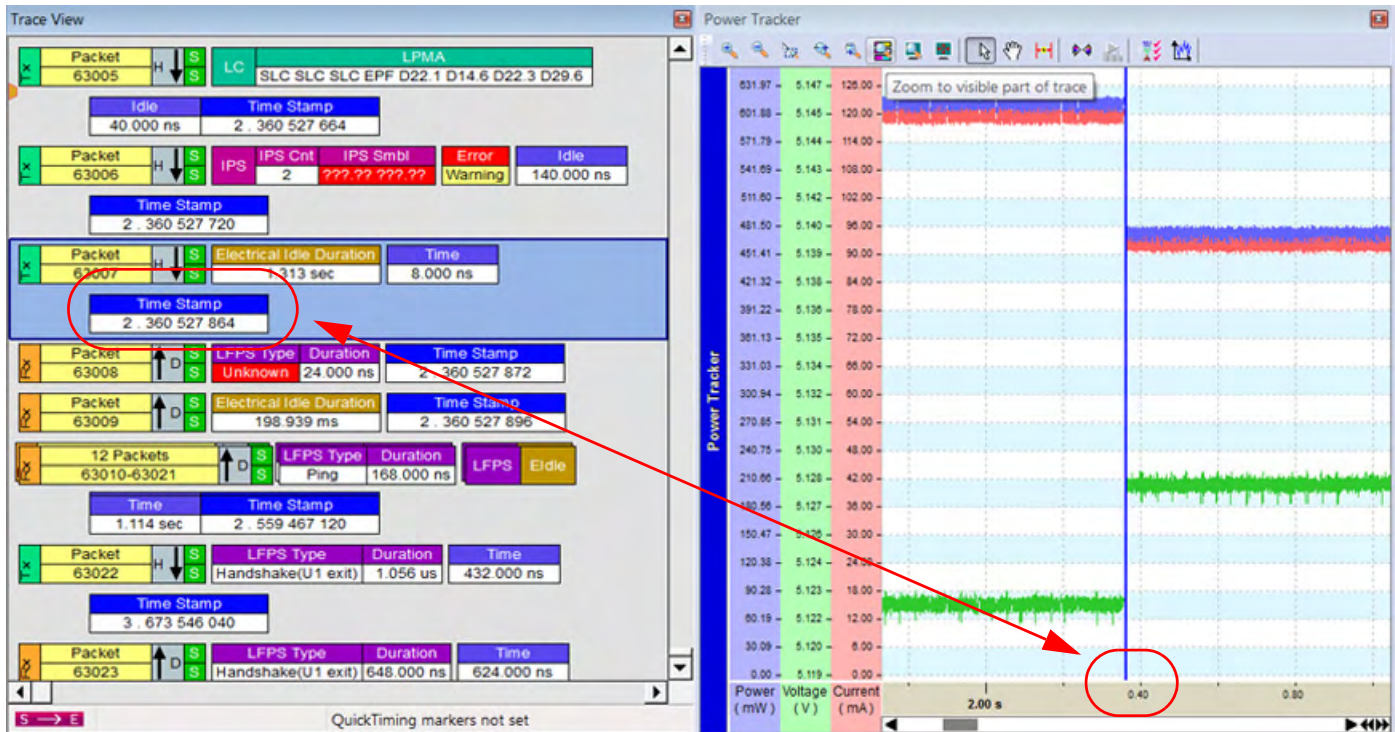 Trace View
Packet
63005
H
S
S
LC
LPMA
SLC SLC SLC EPF D22.1 D14.6 D22.3 D29.6
Idle
40.000 ns
Time Stamp
2 . 360 527 664
Packet
63006
H
S
S
IPS
IPS Cnt
2
IPS Smbl
???.?? ???.??
Error
Warning
Idle
140.000 ns
Time Stamp
2 . 360 527 720
Packet
63007
H
S
S
Electrical Idle Duration
1.313 sec
Time
8.000 ns
Time Stamp
2 . 360 527 864
Packet
63008
D
S
S
LFPS Type
Unknown
Duration
24.000 ns
Time Stamp
2 . 360 527 872
Packet
63009
D
S
S
Electrical Idle Duration
198.939 ms
Time Stamp
2 . 360 527 896
12 Packets
63010-63021
D
S
S
LFPS Type
Ping
Duration
168.000 ns
LFPS
EIdle
Time
1.114 sec
Time Stamp
2 . 559 467 120
Packet
63022
H
S
S
LFPS Type
Handshake(U1 exit)
Duration
1.056 us
Time
432.000 ns
Time Stamp
3 . 673 546 040
Packet
63023
D
S
S
LFPS Type
Handshake(U1 exit)
Duration
648.000 ns
Time
624.000 ns
S → E
QuickTiming markers not set
Power Tracker
Zoom to visible part of trace
Power Tracker
631.97 5.147 126.00
601.88 5.145 120.00
571.79 5.144 114.00
541.69 5.143 108.00
511.60 5.142 102.00
481.50 5.140 96.00
451.41 5.139 90.00
421.32 5.138 84.00
391.22 5.136 78.00
361.13 5.135 72.00
331.03 5.134 66.00
300.94 5.132 60.00
270.85 5.131 54.00
240.75 5.130 48.00
210.66 5.128 42.00
180.56 5.127 36.00
150.47 5.126 30.00
120.38 5.124 24.00
90.28 5.123 18.00
60.19 5.122 12.00
30.09 5.120 6.00
0.00 5.119 0.00
Power Voltage Current
(mW) (V) (mA)
2.00 s
0.40
0.80